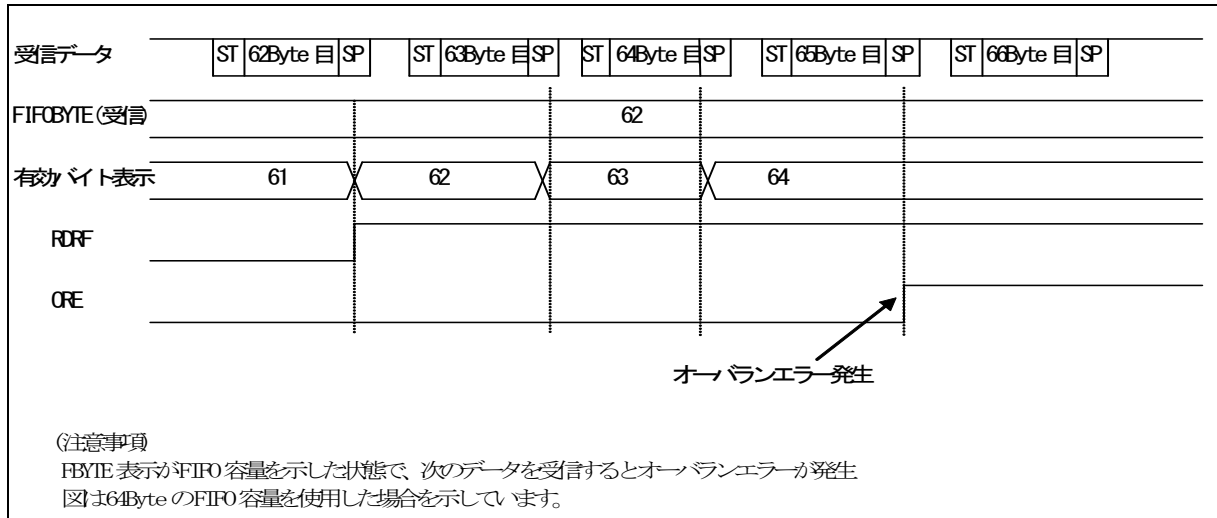 受信データ ST 62Byte 目 SP ST 63Byte 目 SP ST 64Byte 目 SP ST 65Byte 目 SP ST 66Byte 目 SP
FIFOBYTE(受信) 62
有効バイト表示 61 62 63 64
RDRF
ORE
オーバランエラー発生
(注意事項)
FBYTE 表示がFIFO 容量を示した状態で、次のデータを受信するとオーバランエラーが発生
図は64Byte のFIFO 容量を使用した場合を示しています。